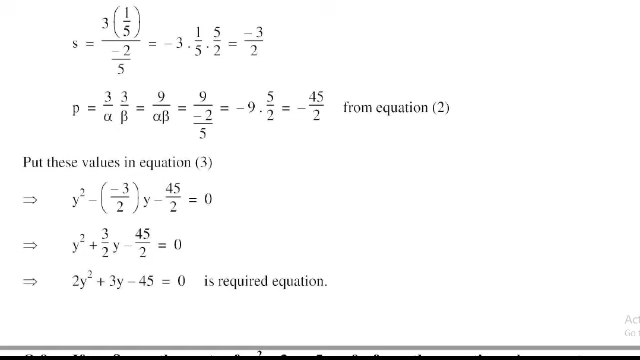 s = 3(1/5)/(-2/5) = – 3 · 1/5 · 5/2 = –3/2
p = 3/α 3/β = 9/αβ = 9/(–2/5) = – 9 · 5/2 = – 45/2 from equation (2)
Put these values in equation (3)
⇒ y² – (–3/2) y – 45/2 = 0
⇒ y² + 3/2 y – 45/2 = 0
⇒ 2y² + 3y – 45 = 0 is required equation.
Act
Go t